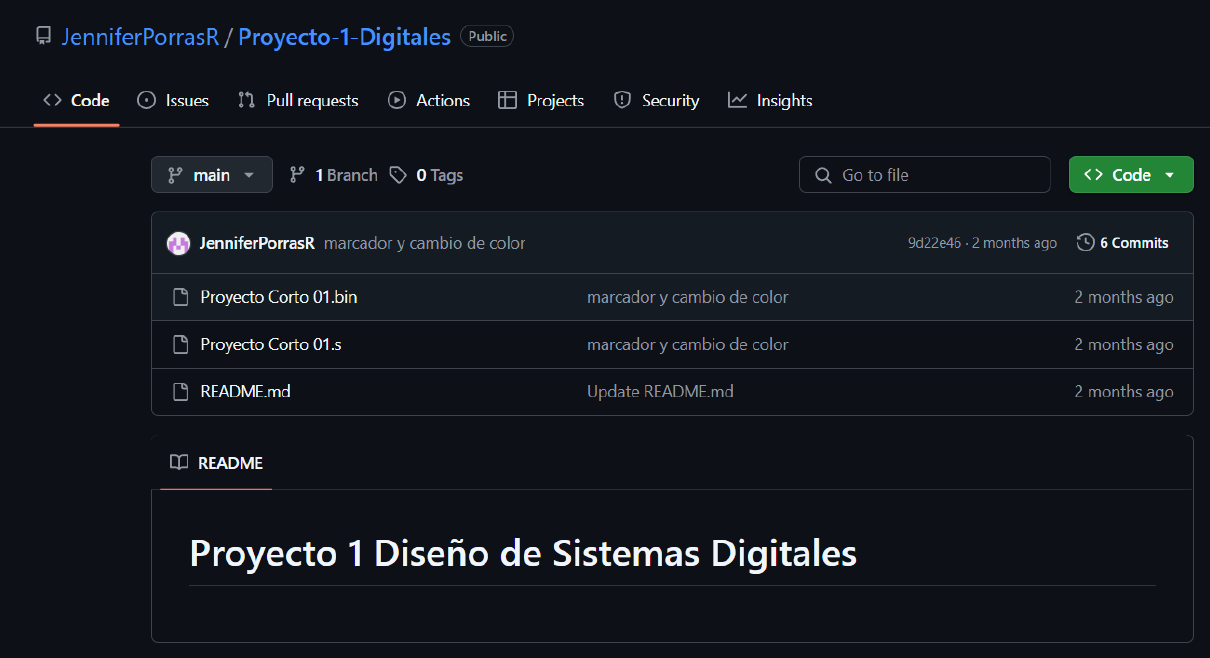 JenniferPorrasR / Proyecto-1-Digitales Public
Code Issues Pull requests Actions Projects Security Insights
main 1 Branch 0 Tags Go to file Code
JenniferPorrasR marcador y cambio de color 9d22e46 · 2 months ago 6 Commits
Proyecto Corto 01.bin marcador y cambio de color 2 months ago
Proyecto Corto 01.s marcador y cambio de color 2 months ago
README.md Update README.md 2 months ago
README
Proyecto 1 Diseño de Sistemas Digitales